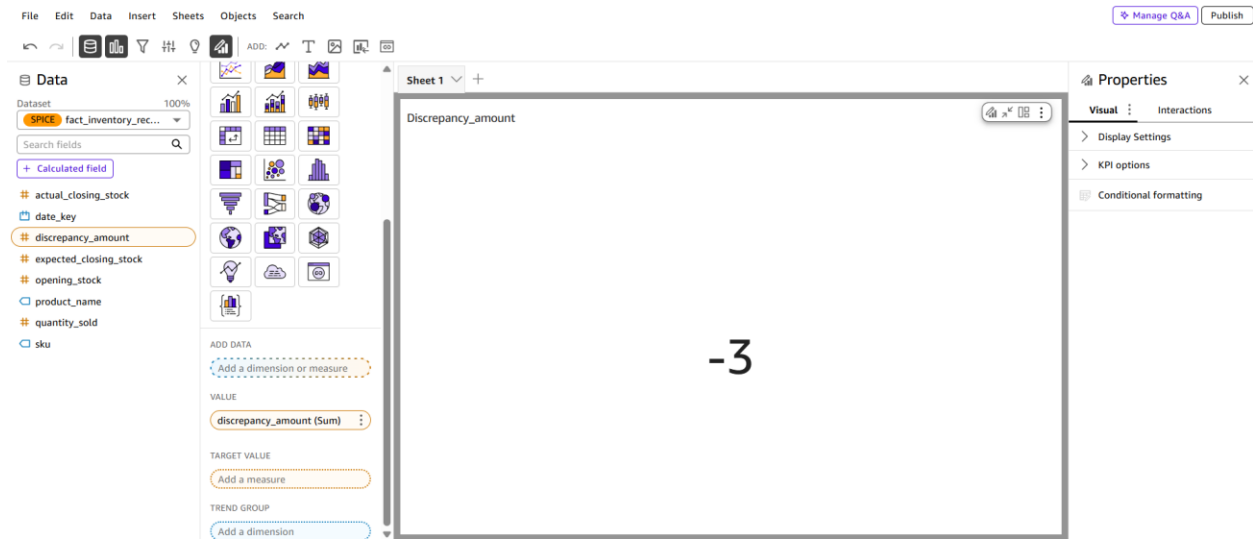 File Edit Data Insert Sheets Objects Search
Manage Q&A Publish
ADD:
Data
Dataset 100%
SPICE fact_inventory_rec...
Search fields
+ Calculated field
# actual_closing_stock
date_key
# discrepancy_amount
# expected_closing_stock
# opening_stock
product_name
# quantity_sold
sku
ADD DATA
Add a dimension or measure
VALUE
discrepancy_amount (Sum)
TARGET VALUE
Add a measure
TREND GROUP
Add a dimension
Sheet 1
Discrepancy_amount
-3
Properties
Visual Interactions
Display Settings
KPI options
Conditional formatting